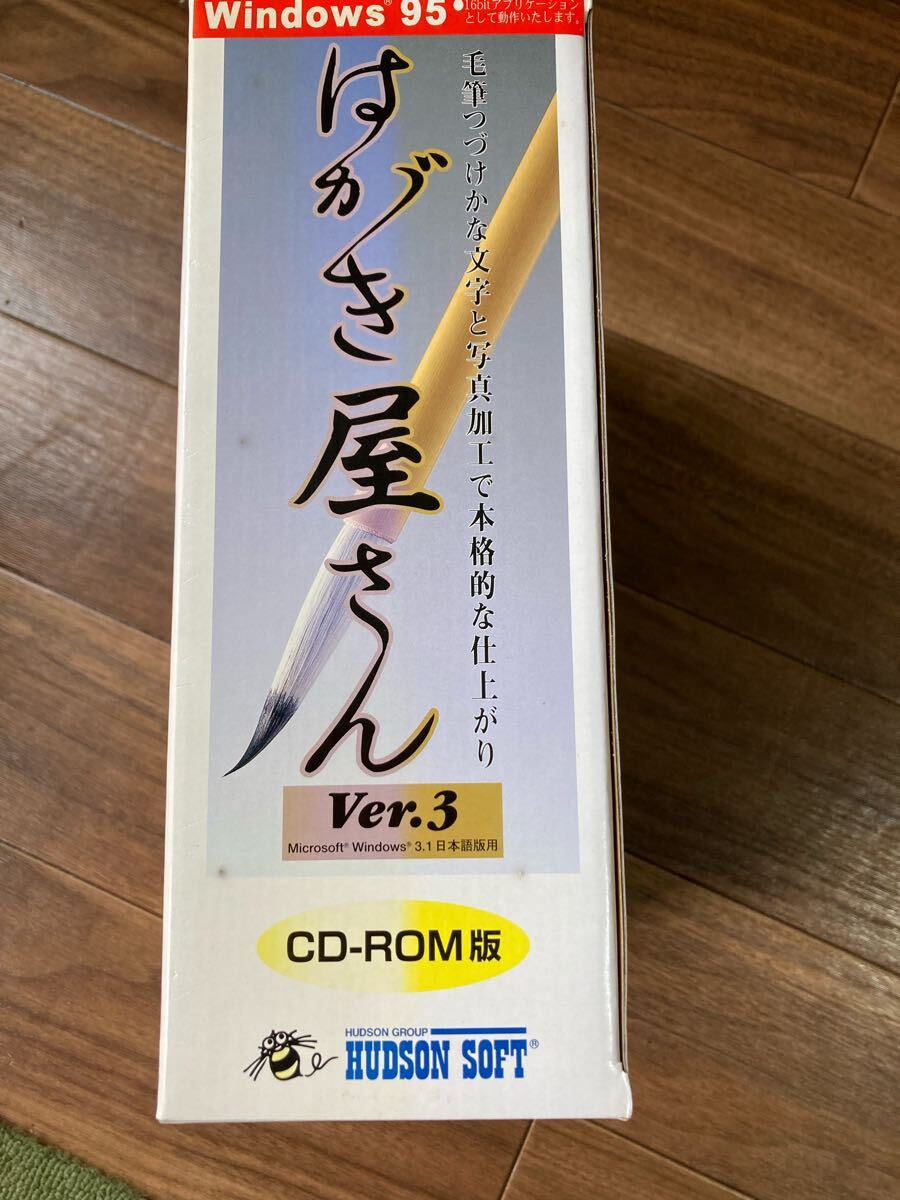 Windows® 95・
16bitアプリケーション
として動作いたします。
毛筆つづけかな文字と写真加工で本格的な仕上がり
はがき屋さん
Ver.3
Microsoft® Windows® 3.1 日本語版用
CD-ROM版
HUDSON GROUP
HUDSON SOFT®